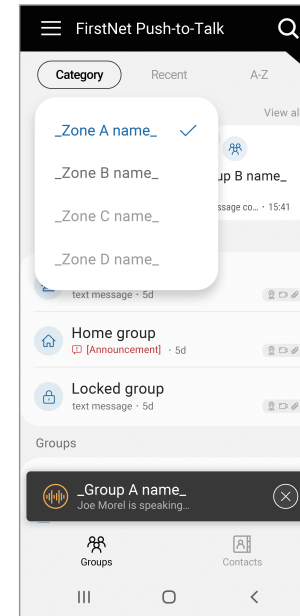 FirstNet Push-to-Talk
Category Recent A-Z
View al
_Zone A name_
_Zone B name_
_Zone C name_
_Zone D name_
up B name_
ssage co... · 15:41
text message · 5d
Home group
[Announcement] · 5d
Locked group
text message · 5d
Groups
_Group A name_
Joe Morel is speaking...
Groups Contacts